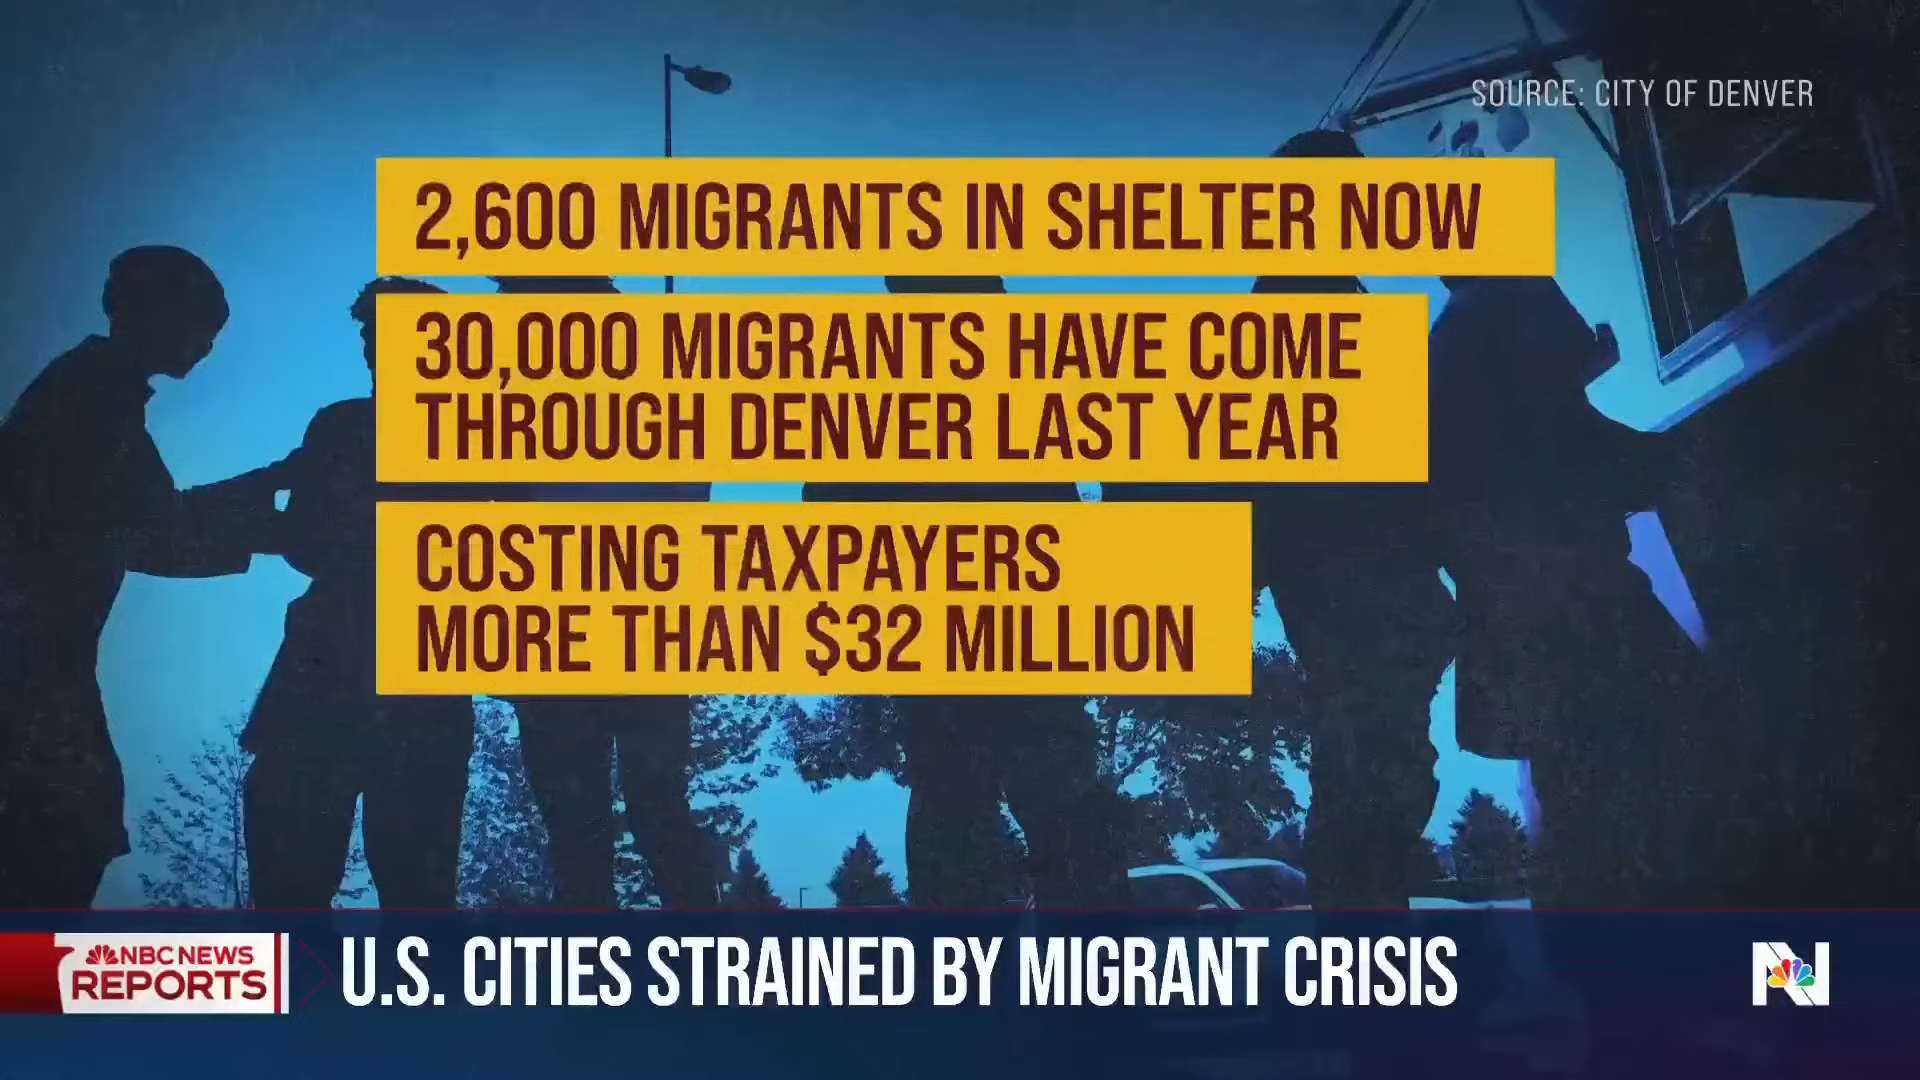 SOURCE: CITY OF DENVER
2,600 MIGRANTS IN SHELTER NOW
30,000 MIGRANTS HAVE COME
THROUGH DENVER LAST YEAR
COSTING TAXPAYERS
MORE THAN $32 MILLION
NBC NEWS
REPORTS
U.S. CITIES STRAINED BY MIGRANT CRISIS
N